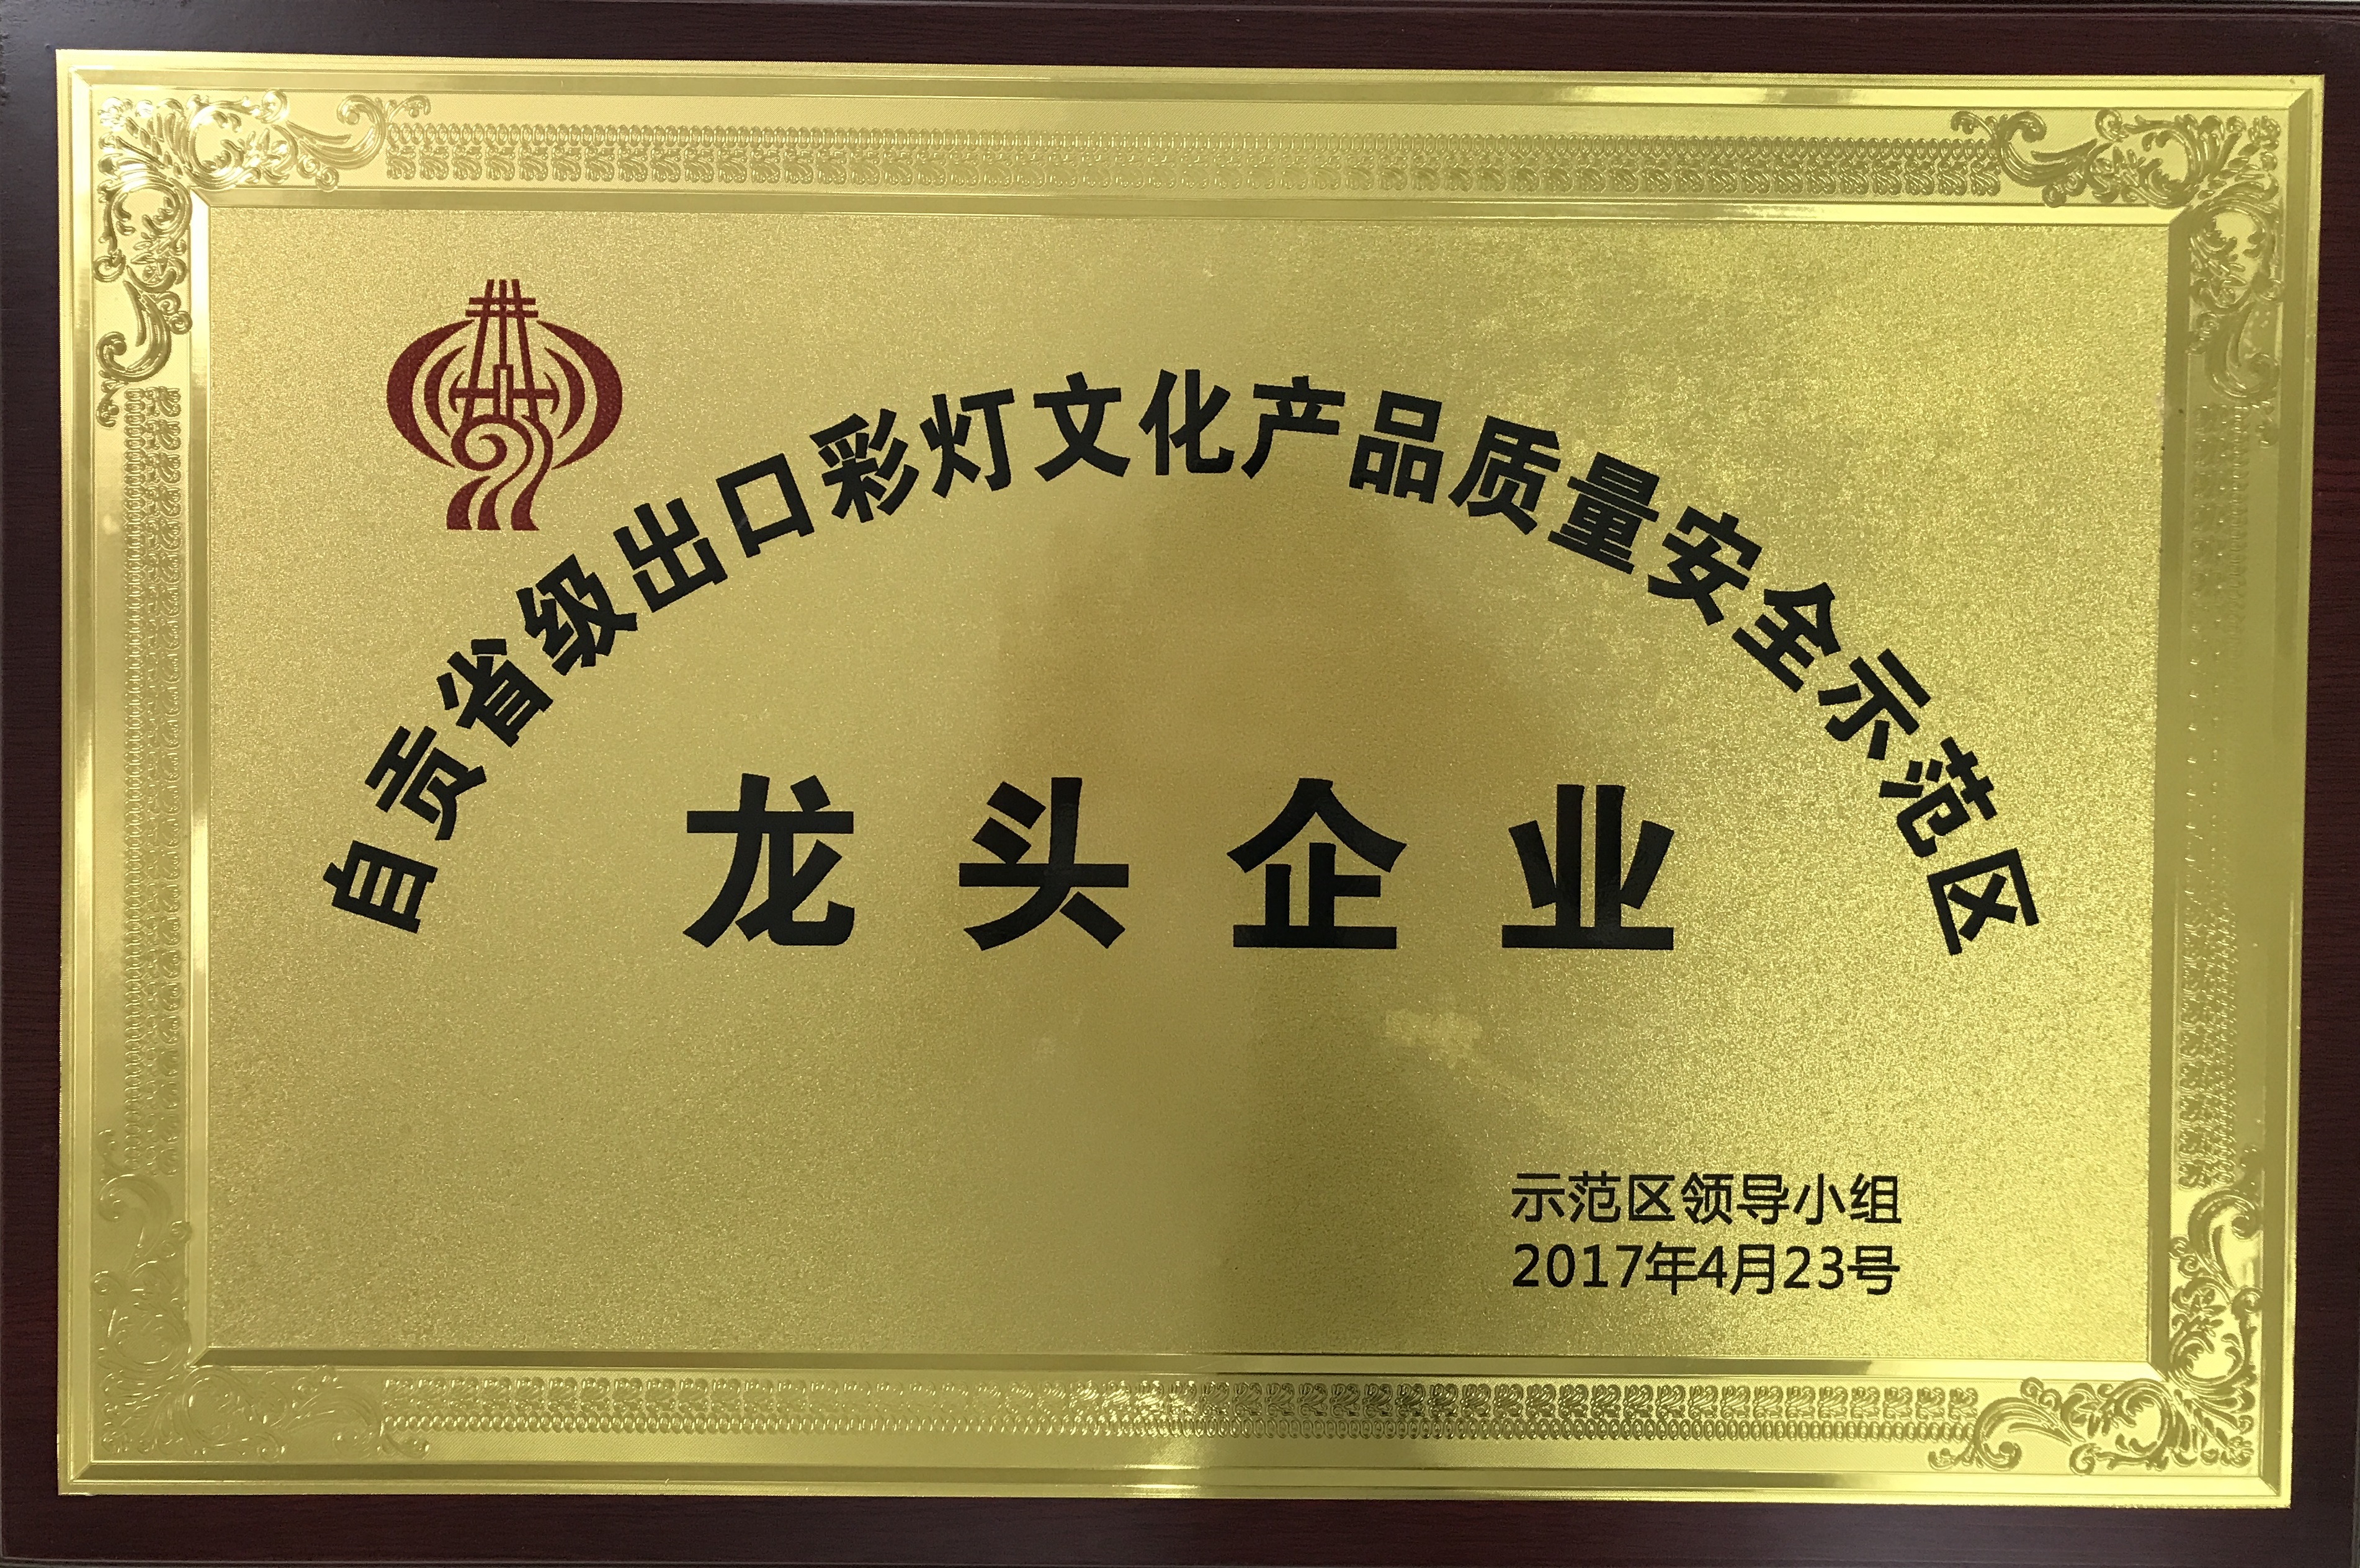 自贡省级出口彩灯文化产品质量安全示范区
龙头企业
示范区领导小组
2017年4月23号